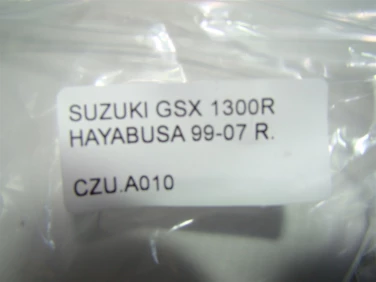 SUZUKI GSX 1300R
HAYABUSA 99-07 R.
CZU.A010